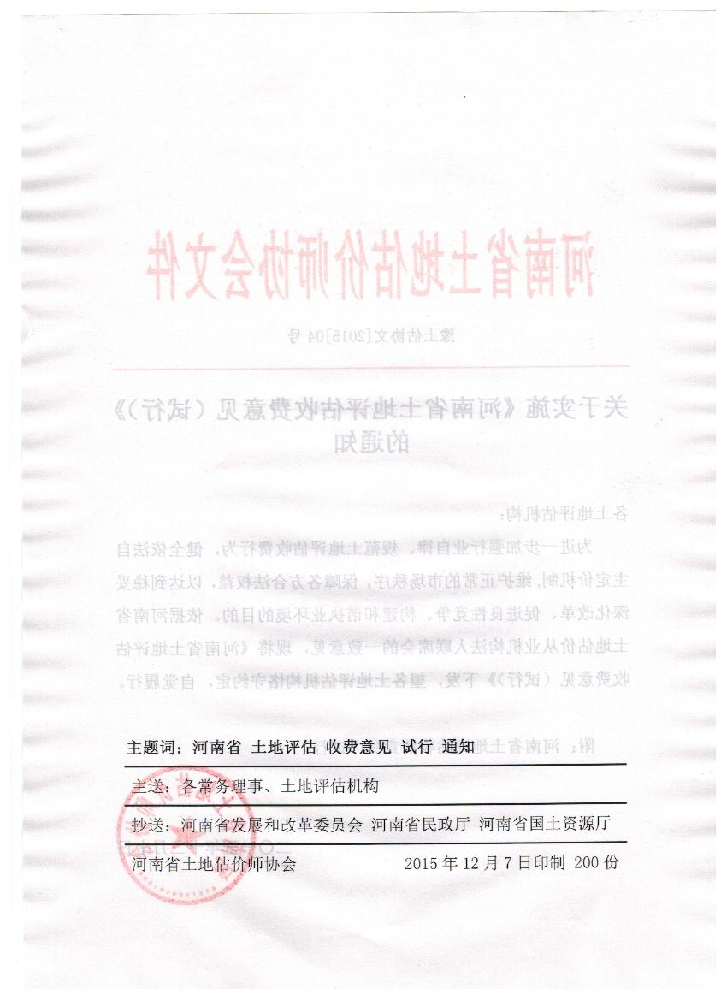 河南省土地估价师协会文件
豫土估协文[2015]04号
关于实施《河南省土地评估收费意见（试行）》
的通知
各土地评估机构：
为进一步加强行业自律、规范土地评估收费行为，健全依法自
主定价机制,维护正常的市场秩序，保障各方合法权益，以达到稳妥
深化改革、促进良性竞争、构建和谐执业环境的目的。依据河南省
土地估价从业机构法人联席会的一致意见，现将《河南省土地评估
收费意见（试行）》下发，望各土地评估机构恪守约定，自觉履行。
附：河南省土地
主题词：河南省 土地评估 收费意见 试行 通知
主送：各常务理事、土地评估机构
抄送：河南省发展和改革委员会 河南省民政厅 河南省国土资源厅
河南省土地估价师协会 2015年12月7日印制 200份